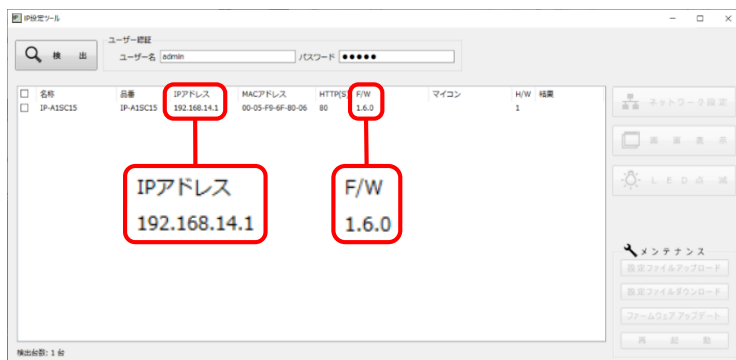 IP設定ツール
検 出
ユーザー認証
ユーザー名 admin
パスワード ●●●●●
名称 品番 IPアドレス MACアドレス HTTP(S) F/W マイコン H/W 結果
IP-A1SC15 IP-A1SC15 192.168.14.1 00-05-F9-6F-80-06 80 1.6.0 1
IPアドレス
192.168.14.1
F/W
1.6.0
ネットワーク設定
画 面 表 示
L E D 点 滅
メンテナンス
設定ファイルアップロード
設定ファイルダウンロード
ファームウェアアップデート
再 起 動
検出台数: 1 台